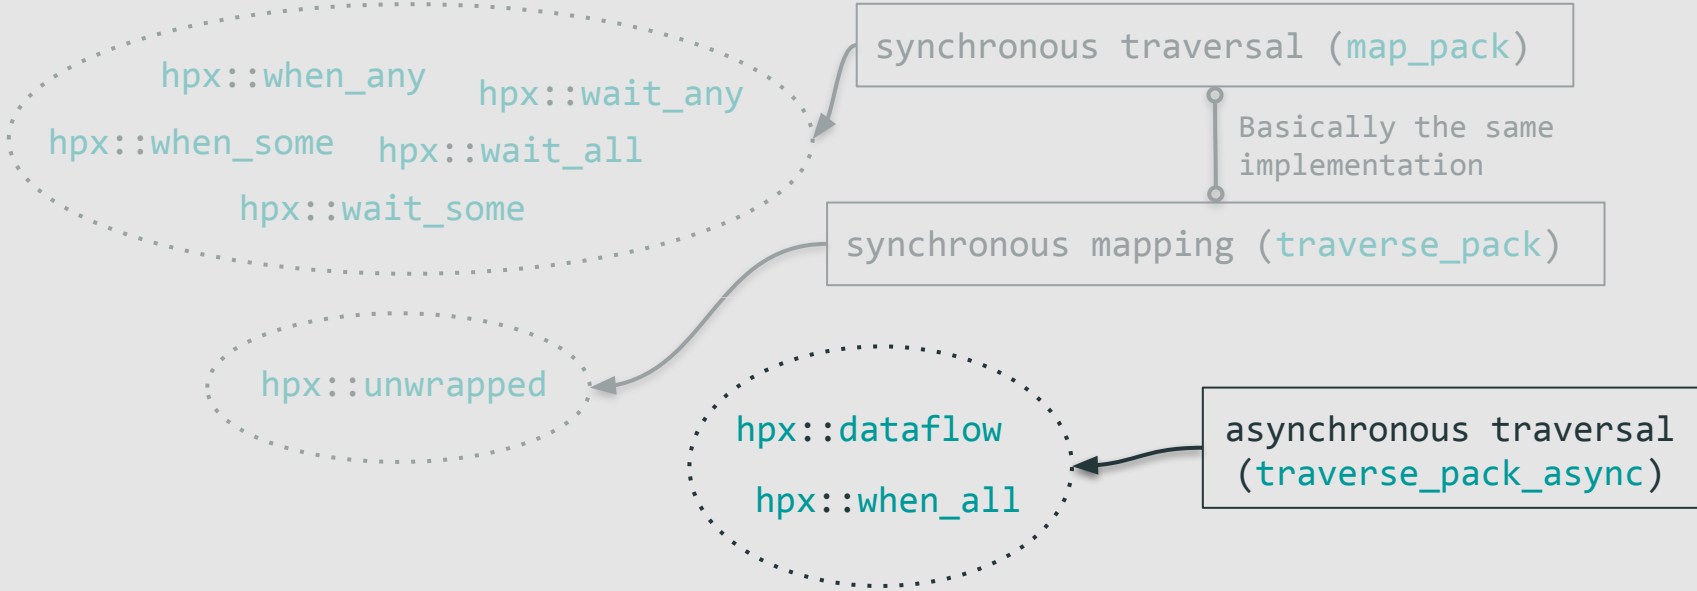 synchronous traversal (map_pack)
hpx::when_any
hpx::wait_any
hpx::when_some
hpx::wait_all
hpx::wait_some
Basically the same
implementation
synchronous mapping (traverse_pack)
hpx::unwrapped
hpx::dataflow
hpx::when_all
asynchronous traversal
(traverse_pack_async)